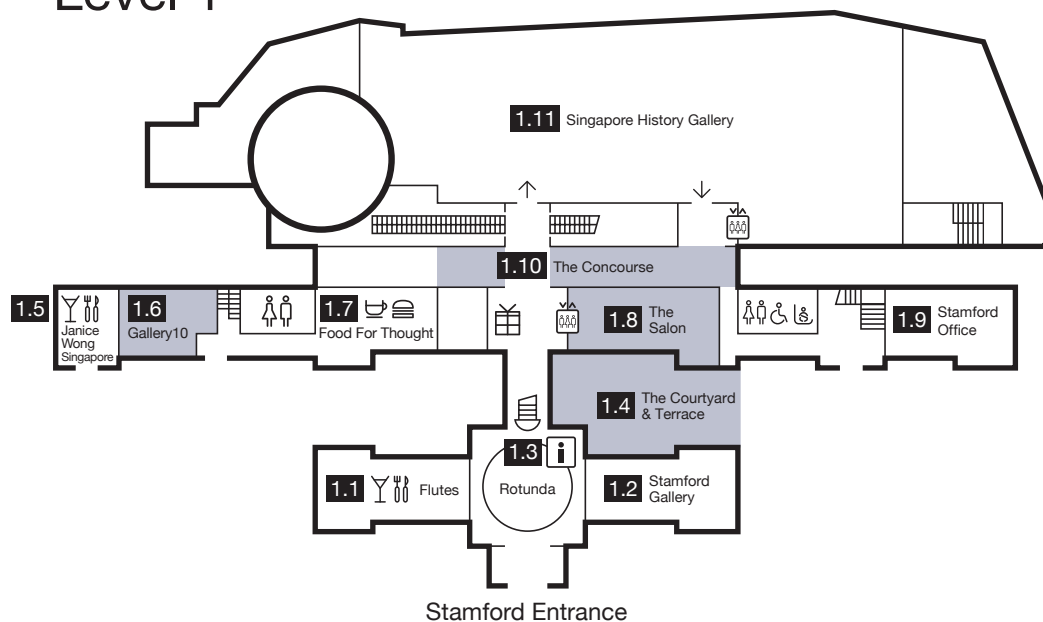 Level 1
1.11 Singapore History Gallery
1.10 The Concourse
1.5
Janice
Wong
Singapore
1.6
Gallery10
1.7
Food For Thought
1.8 The
Salon
1.9 Stamford
Office
1.4 The Courtyard
& Terrace
1.3 i
Rotunda
1.1 Flutes
1.2 Stamford
Gallery
Stamford Entrance